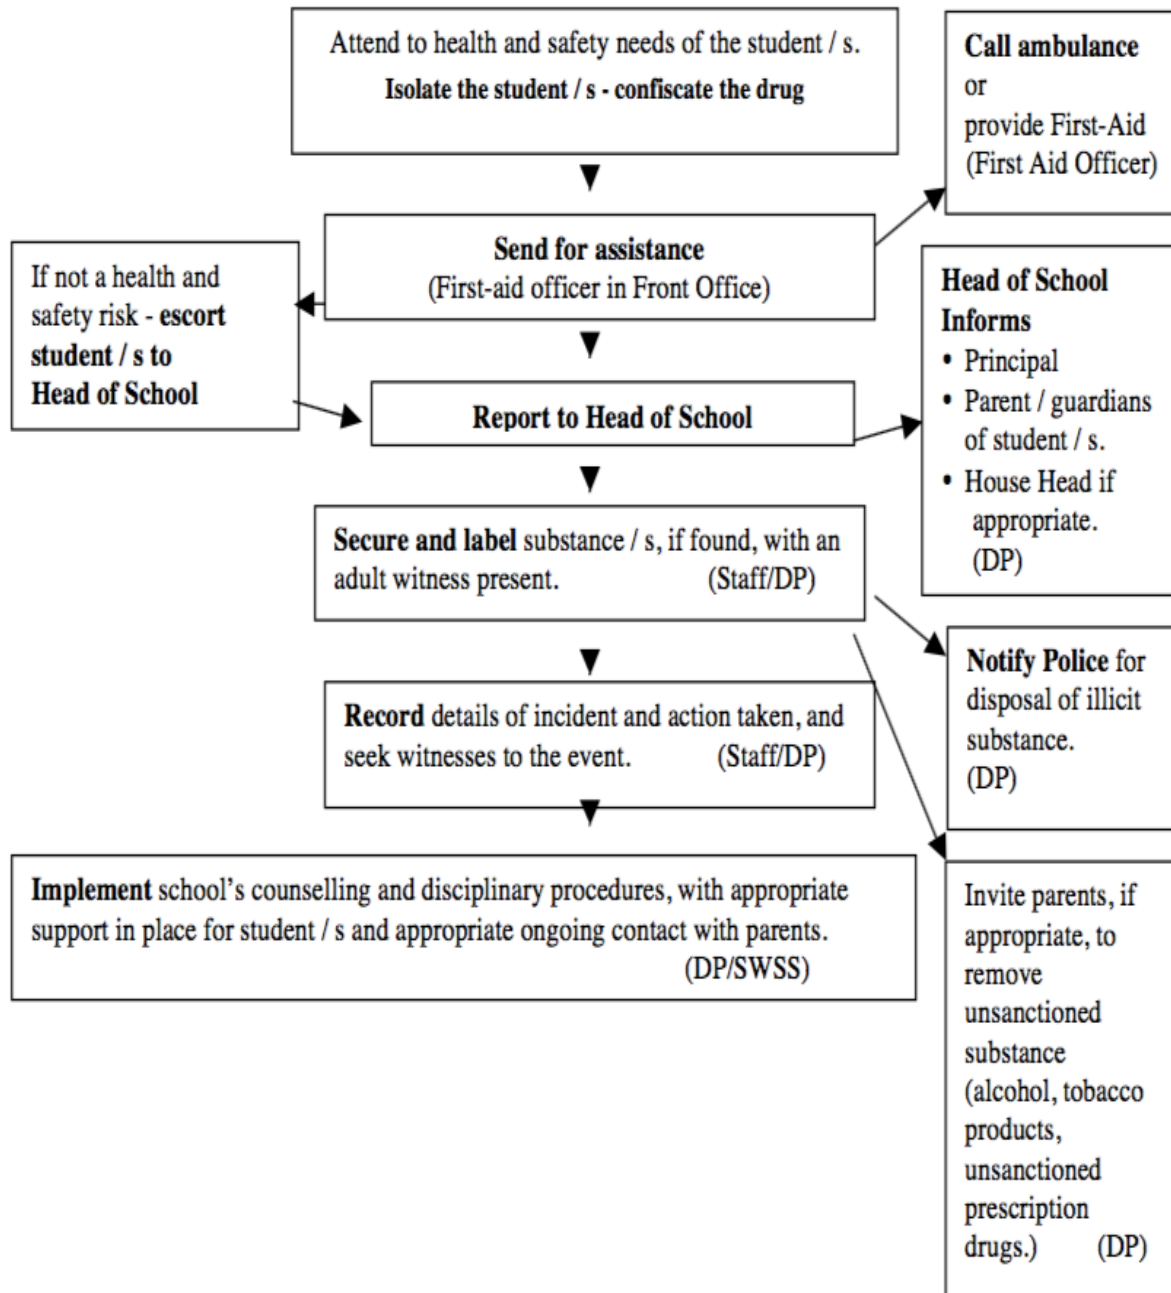 Attend to health and safety needs of the student / s.
Isolate the student / s - confiscate the drug
Call ambulance
or
provide First-Aid
(First Aid Officer)
Send for assistance
(First-aid officer in Front Office)
If not a health and
safety risk - escort
student / s to
Head of School
Head of School
Informs
• Principal
• Parent / guardians
of student / s.
• House Head if
appropriate.
(DP)
Report to Head of School
Secure and label substance / s, if found, with an
adult witness present. (Staff/DP)
Notify Police for
disposal of illicit
substance.
(DP)
Record details of incident and action taken, and
seek witnesses to the event. (Staff/DP)
Implement school's counselling and disciplinary procedures, with appropriate
support in place for student / s and appropriate ongoing contact with parents.
(DP/SWSS)
Invite parents, if
appropriate, to
remove
unsanctioned
substance
(alcohol, tobacco
products,
unsanctioned
prescription
drugs.) (DP)